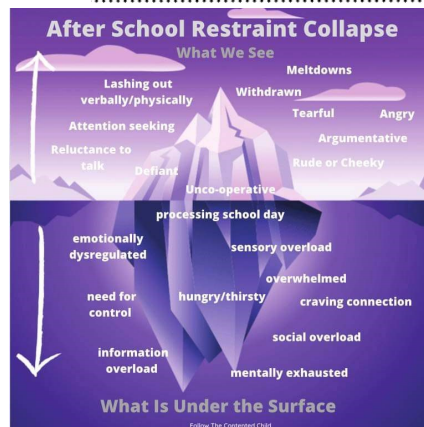 After School Restraint Collapse
What We See
Meltdowns
Lashing out
verbally/physically
Withdrawn
Tearful
Angry
Attention seeking
Argumentative
Reluctance to
talk
Defiant
Rude or Cheeky
Unco-operative
processing school day
emotionally
dysregulated
sensory overload
overwhelmed
need for
control
hungry/thirsty
craving connection
social overload
information
overload
mentally exhausted
What Is Under the Surface
Follow The Contented Child